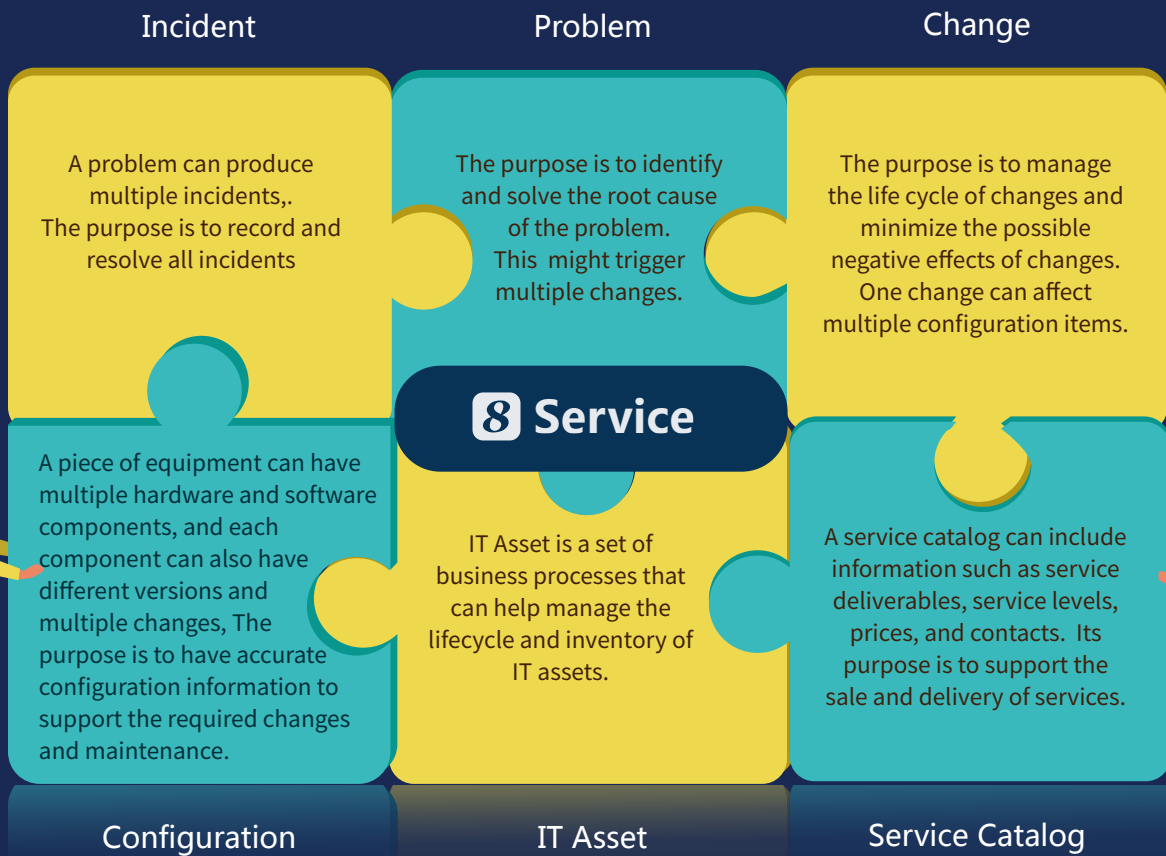 Incident
Problem
Change
A problem can produce
multiple incidents,.
The purpose is to record and
resolve all incidents
The purpose is to identify
and solve the root cause
of the problem.
This  might trigger
multiple changes.
The purpose is to manage
the life cycle of changes and
minimize the possible
negative effects of changes.
One change can affect
multiple configuration items.
8 Service
A piece of equipment can have
multiple hardware and software
components, and each
component can also have
different versions and
multiple changes, The
purpose is to have accurate
configuration information to
support the required changes
and maintenance.
IT Asset is a set of
business processes that
can help manage the
lifecycle and inventory of
IT assets.
A service catalog can include
information such as service
deliverables, service levels,
prices, and contacts.  Its
purpose is to support the
sale and delivery of services.
Configuration
IT Asset
Service Catalog